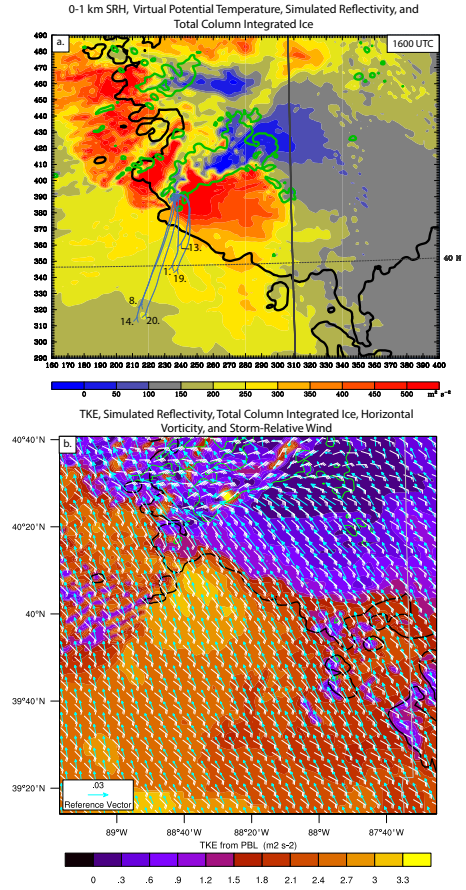 0-1 km SRH, Virtual Potential Temperature, Simulated Reflectivity, and
Total Column Integrated Ice
a.
1600 UTC
490
480
470
460
450
440
430
420
410
400
390
380
370
360
350
340
330
320
310
300
290
13.
1.
19.
8.
14.
20.
40 N
160 170 180 190 200 210 220 230 240 250 260 270 280 290 300 310 320 330 340 350 360 370 380 390 400
0 50 100 150 200 250 300 350 400 450 500 m² s⁻²
TKE, Simulated Reflectivity, Total Column Integrated Ice, Horizontal
Vorticity, and Storm-Relative Wind
b.
40°40'N
40°20'N
40°N
39°40'N
39°20'N
.03
Reference Vector
89°W 88°40'W 88°20'W 88°W 87°40'W
TKE from PBL (m2 s-2)
0 .3 .6 .9 1.2 1.5 1.8 2.1 2.4 2.7 3 3.3